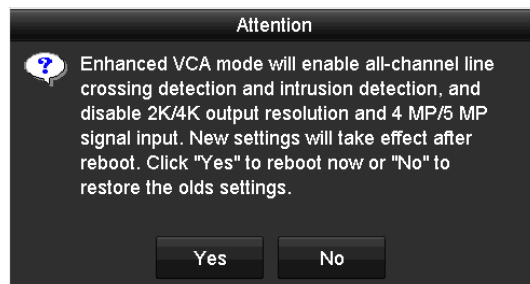 Attention
?
Enhanced VCA mode will enable all-channel line
crossing detection and intrusion detection, and
disable 2K/4K output resolution and 4 MP/5 MP
signal input. New settings will take effect after
reboot. Click "Yes" to reboot now or "No" to
restore the olds settings.
Yes No